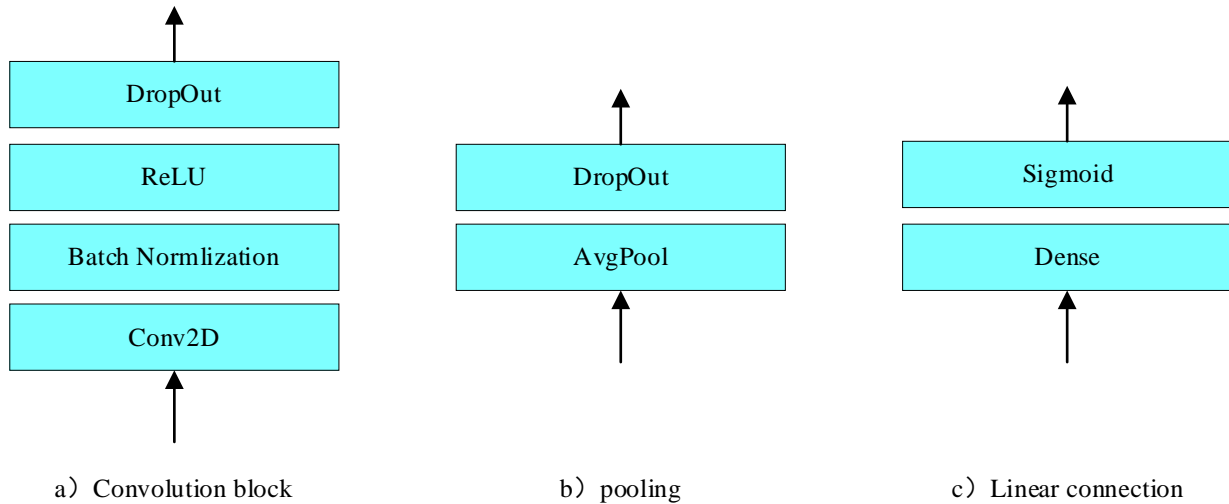 DropOut
ReLU
Batch Normlization
Conv2D
a）Convolution block
DropOut
AvgPool
b）pooling
Sigmoid
Dense
c）Linear connection